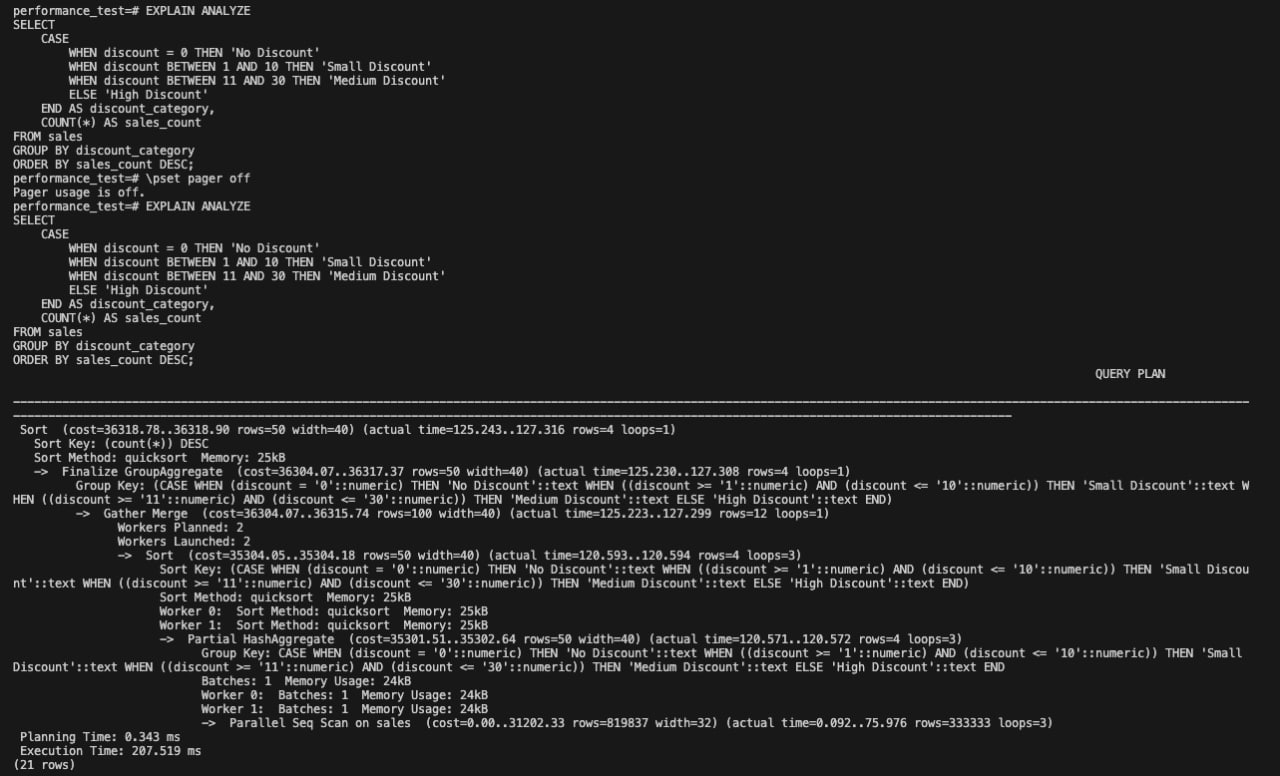 performance_test=# EXPLAIN ANALYZE
SELECT
    CASE
        WHEN discount = 0 THEN 'No Discount'
        WHEN discount BETWEEN 1 AND 10 THEN 'Small Discount'
        WHEN discount BETWEEN 11 AND 30 THEN 'Medium Discount'
        ELSE 'High Discount'
    END AS discount_category,
    COUNT(*) AS sales_count
FROM sales
GROUP BY discount_category
ORDER BY sales_count DESC;
performance_test=# \pset pager off
Pager usage is off.
performance_test=# EXPLAIN ANALYZE
SELECT
    CASE
        WHEN discount = 0 THEN 'No Discount'
        WHEN discount BETWEEN 1 AND 10 THEN 'Small Discount'
        WHEN discount BETWEEN 11 AND 30 THEN 'Medium Discount'
        ELSE 'High Discount'
    END AS discount_category,
    COUNT(*) AS sales_count
FROM sales
GROUP BY discount_category
ORDER BY sales_count DESC;
QUERY PLAN
 Sort  (cost=36318.78..36318.90 rows=50 width=40) (actual time=125.243..127.316 rows=4 loops=1)
   Sort Key: (count(*)) DESC
   Sort Method: quicksort  Memory: 25kB
   ->  Finalize GroupAggregate  (cost=36304.07..36317.37 rows=50 width=40) (actual time=125.230..127.308 rows=4 loops=1)
         Group Key: (CASE WHEN (discount = '0'::numeric) THEN 'No Discount'::text WHEN ((discount >= '1'::numeric) AND (discount <= '10'::numeric)) THEN 'Small Discount'::text W
HEN ((discount >= '11'::numeric) AND (discount <= '30'::numeric)) THEN 'Medium Discount'::text ELSE 'High Discount'::text END)
         ->  Gather Merge  (cost=36304.07..36315.74 rows=100 width=40) (actual time=125.223..127.299 rows=12 loops=1)
               Workers Planned: 2
               Workers Launched: 2
               ->  Sort  (cost=35304.05..35304.18 rows=50 width=40) (actual time=120.593..120.594 rows=4 loops=3)
                     Sort Key: (CASE WHEN (discount = '0'::numeric) THEN 'No Discount'::text WHEN ((discount >= '1'::numeric) AND (discount <= '10'::numeric)) THEN 'Small Discou
nt'::text WHEN ((discount >= '11'::numeric) AND (discount <= '30'::numeric)) THEN 'Medium Discount'::text ELSE 'High Discount'::text END)
                     Sort Method: quicksort  Memory: 25kB
                     Worker 0:  Sort Method: quicksort  Memory: 25kB
                     Worker 1:  Sort Method: quicksort  Memory: 25kB
                     ->  Partial HashAggregate  (cost=35301.51..35302.64 rows=50 width=40) (actual time=120.571..120.572 rows=4 loops=3)
                           Group Key: CASE WHEN (discount = '0'::numeric) THEN 'No Discount'::text WHEN ((discount >= '1'::numeric) AND (discount <= '10'::numeric)) THEN 'Small
Discount'::text WHEN ((discount >= '11'::numeric) AND (discount <= '30'::numeric)) THEN 'Medium Discount'::text ELSE 'High Discount'::text END
                           Batches: 1  Memory Usage: 24kB
                           Worker 0:  Batches: 1  Memory Usage: 24kB
                           Worker 1:  Batches: 1  Memory Usage: 24kB
                           ->  Parallel Seq Scan on sales  (cost=0.00..31202.33 rows=819837 width=32) (actual time=0.092..75.976 rows=333333 loops=3)
 Planning Time: 0.343 ms
 Execution Time: 207.519 ms
(21 rows)